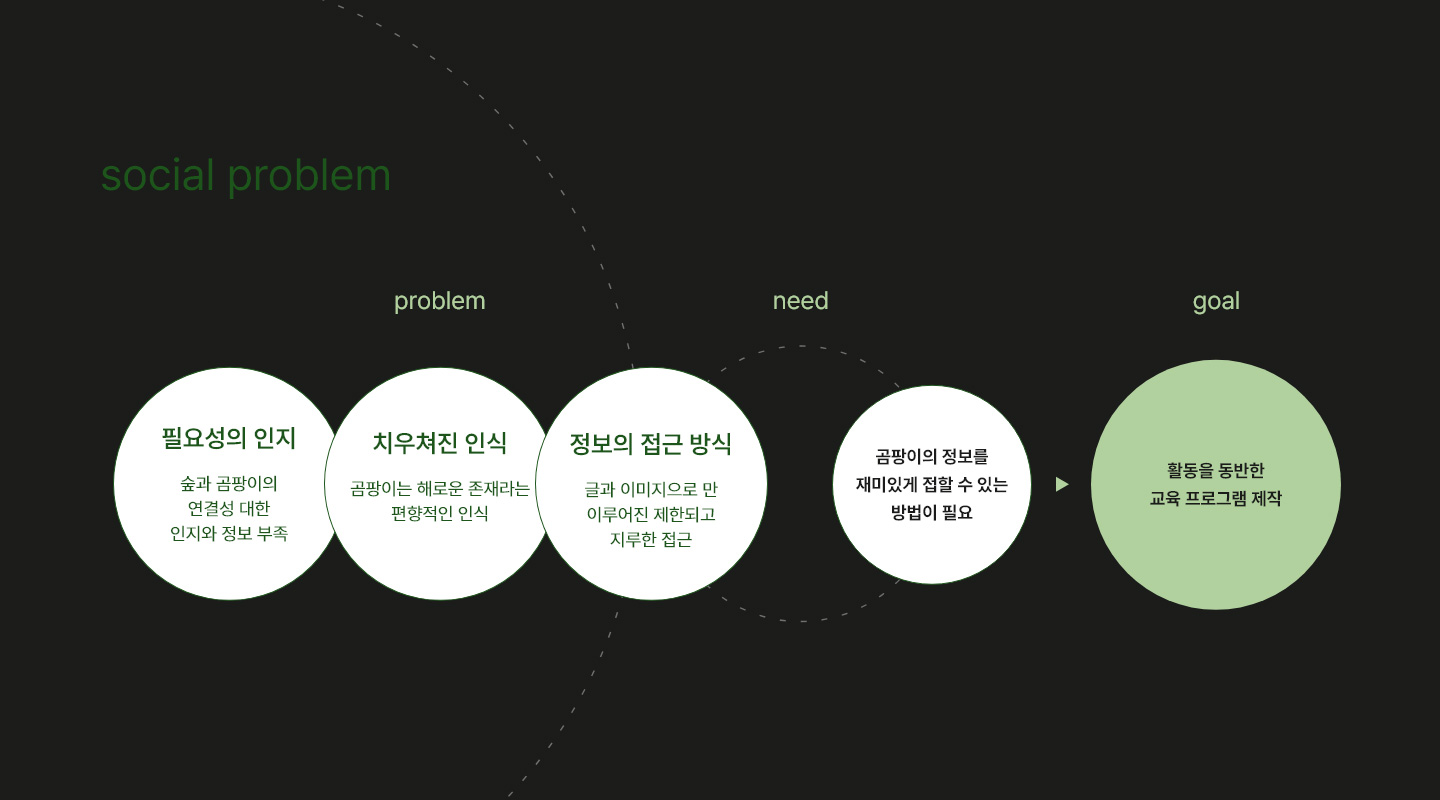 social problem
problem
need
goal
필요성의 인지
숲과 곰팡이의
연결성 대한
인지와 정보 부족
치우쳐진 인식
곰팡이는 해로운 존재라는
편향적인 인식
정보의 접근 방식
글과 이미지으로 만
이루어진 제한되고
지루한 접근
곰팡이의 정보를
재미있게 접할 수 있는
방법이 필요
활동을 동반한
교육 프로그램 제작